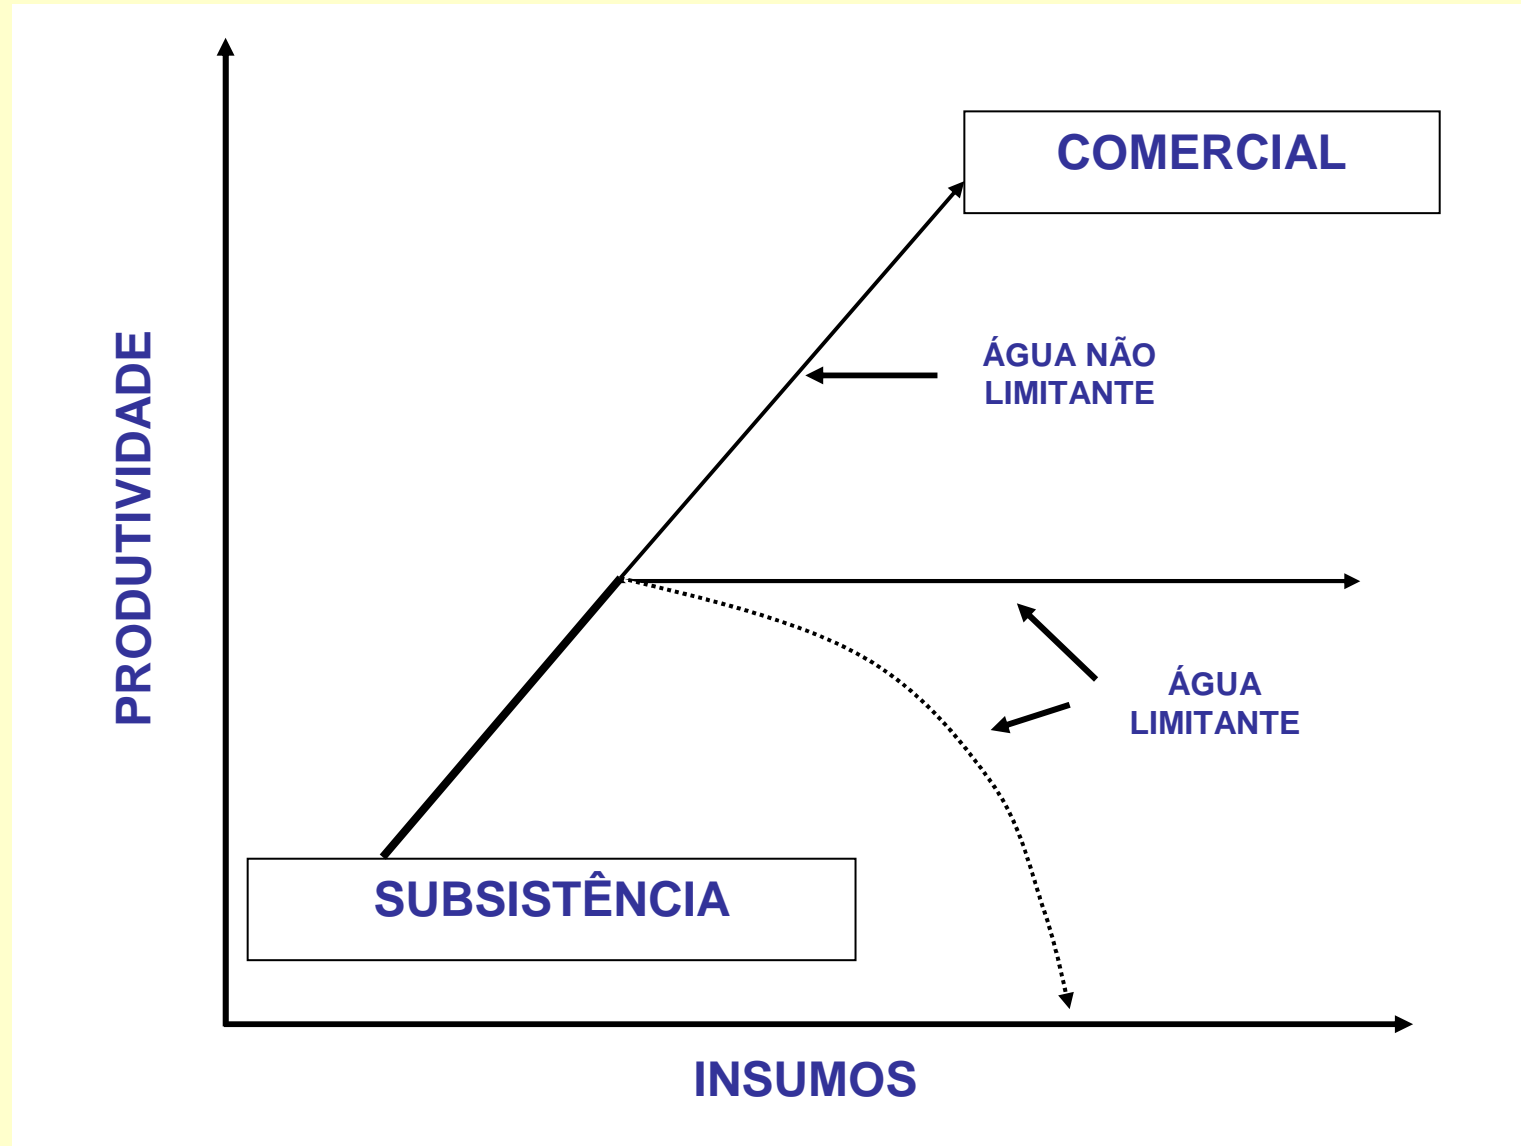 COMERCIAL
ÁGUA NÃO
LIMITANTE
PRODUTIVIDADE
ÁGUA
LIMITANTE
SUBSISTÊNCIA
INSUMOS